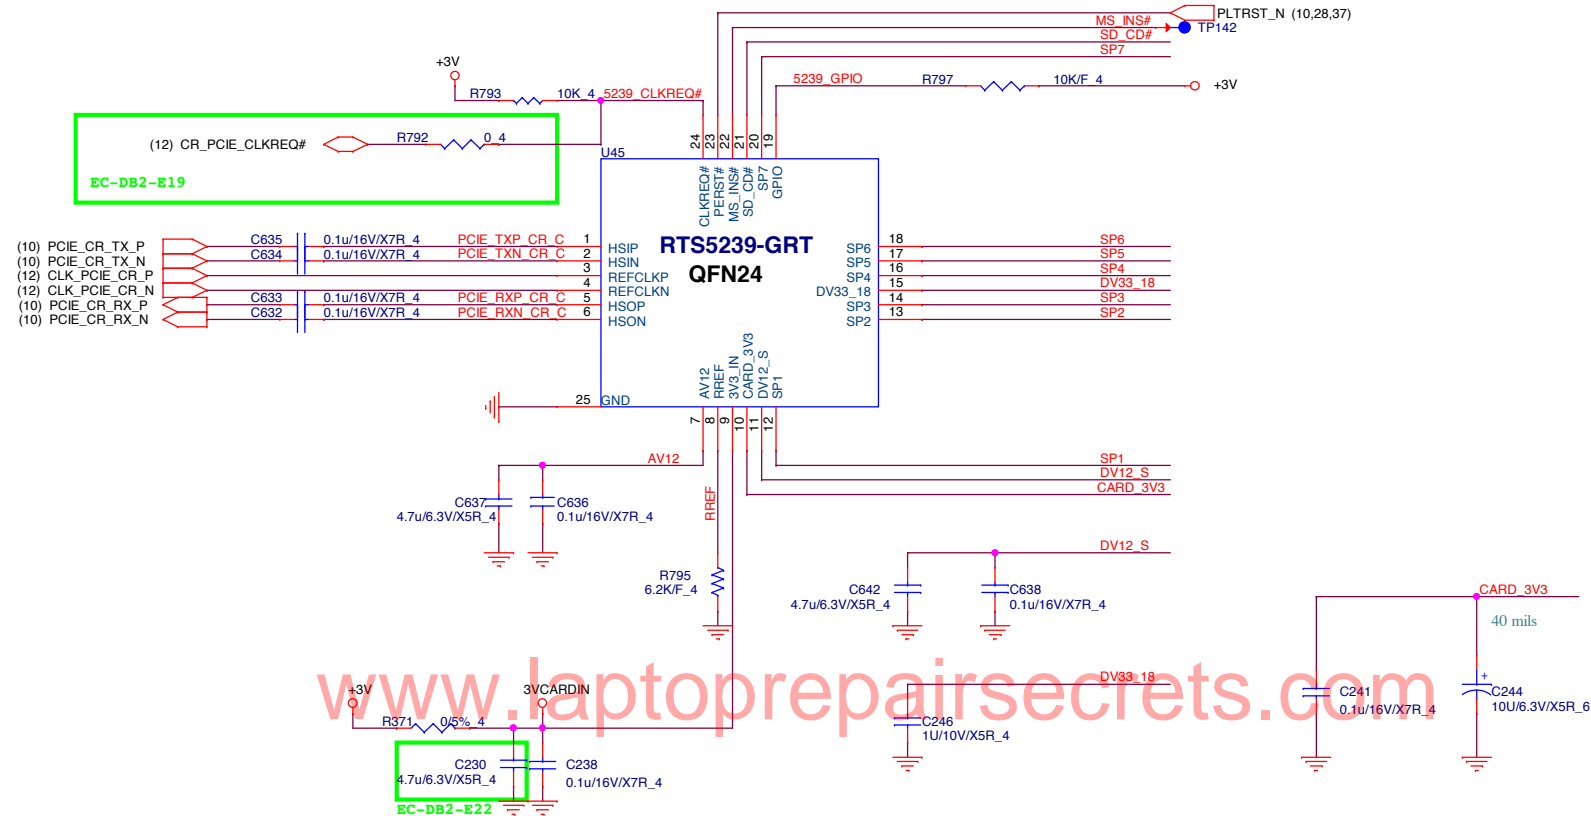 PLTRST_N (10,28,37)
MS_INS#
TP142
SD_CD#
SP7
+3V
5239_GPIO
R797
10K/F_4
+3V
R793
10K_4
5239_CLKREQ#
(12) CR_PCIE_CLKREQ#
R792
0_4
EC-DB2-E19
24
23
22
21
20
19
U45
CLKREQ#
PERST#
MS_INS#
SD_CD#
SP7
GPIO
RTS5239-GRT
QFN24
(10) PCIE_CR_TX_P
C635
0.1u/16V/X7R_4
PCIE_TXP_CR_C
1
HSIP
(10) PCIE_CR_TX_N
C634
0.1u/16V/X7R_4
PCIE_TXN_CR_C
2
HSIN
(12) CLK_PCIE_CR_P
3
REFCLKP
(12) CLK_PCIE_CR_N
4
REFCLKN
(10) PCIE_CR_RX_P
C633
0.1u/16V/X7R_4
PCIE_RXP_CR_C
5
HSOP
(10) PCIE_CR_RX_N
C632
0.1u/16V/X7R_4
PCIE_RXN_CR_C
6
HSON
SP6
18
SP6
SP5
17
SP5
SP4
16
SP4
DV33_18
15
DV33_18
SP3
14
SP3
SP2
13
SP2
25
GND
AV12
RREF
3V3_IN
CARD_3V3
DV12_S
SP1
7
8
9
10
11
12
AV12
SP1
DV12_S
CARD_3V3
RREF
C637
4.7u/6.3V/X5R_4
C636
0.1u/16V/X7R_4
R795
6.2K/F_4
DV12_S
C642
4.7u/6.3V/X5R_4
C638
0.1u/16V/X7R_4
CARD_3V3
40 mils
C241
0.1u/16V/X7R_4
+
C244
10U/6.3V/X5R_6
DV33_18
C246
1U/10V/X5R_4
www.laptoprepairsecrets.com
+3V
3VCARDIN
R371
0/5%_4
C230
4.7u/6.3V/X5R_4
C238
0.1u/16V/X7R_4
EC-DB2-E22